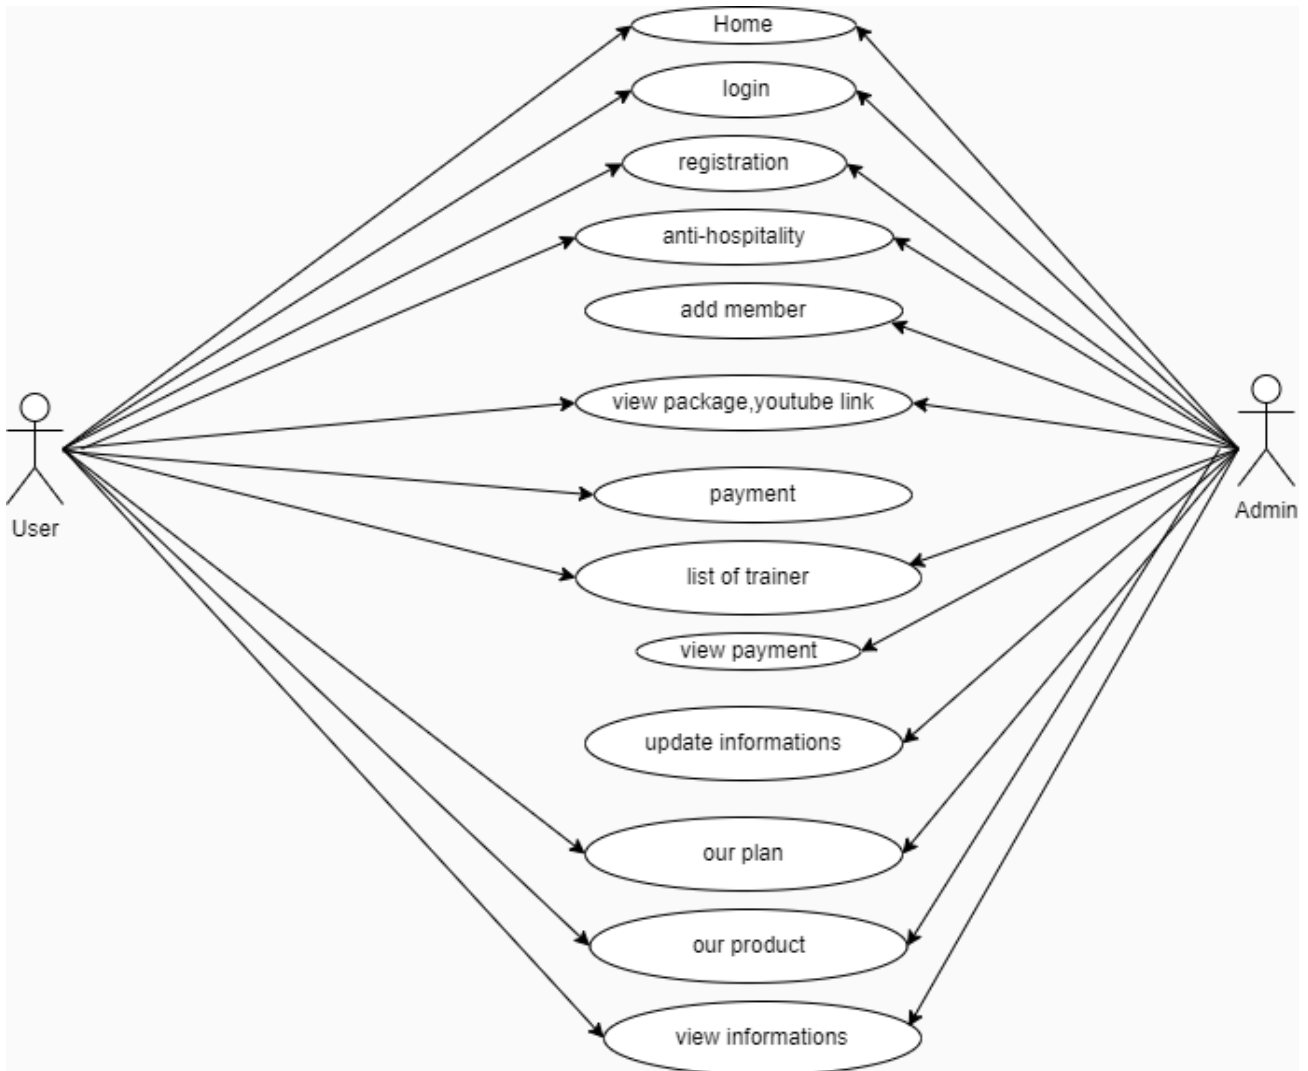 Home
login
registration
anti-hospitality
add member
view package,youtube link
payment
User
Admin
list of trainer
view payment
update informations
our plan
our product
view informations